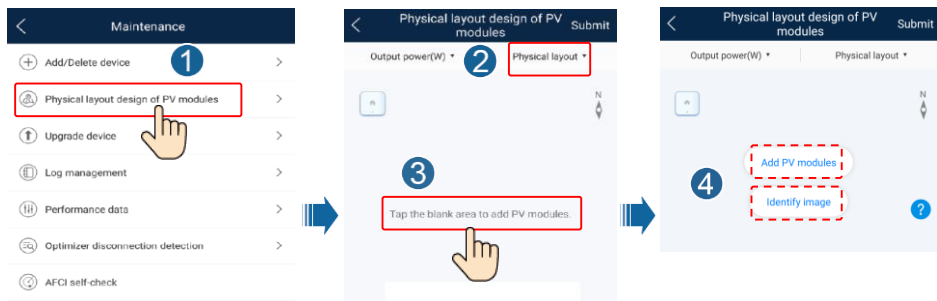 Maintenance
1
Add/Delete device
Physical layout design of PV modules
Upgrade device
Log management
Performance data
Optimizer disconnection detection
AFCI self-check
Physical layout design of PV
modules
Submit
Output power(W)
2
Physical layout
N
3
Tap the blank area to add PV modules.
Physical layout design of PV
modules
Submit
Output power(W)
Physical layout
N
4
Add PV modules
Identify image
?